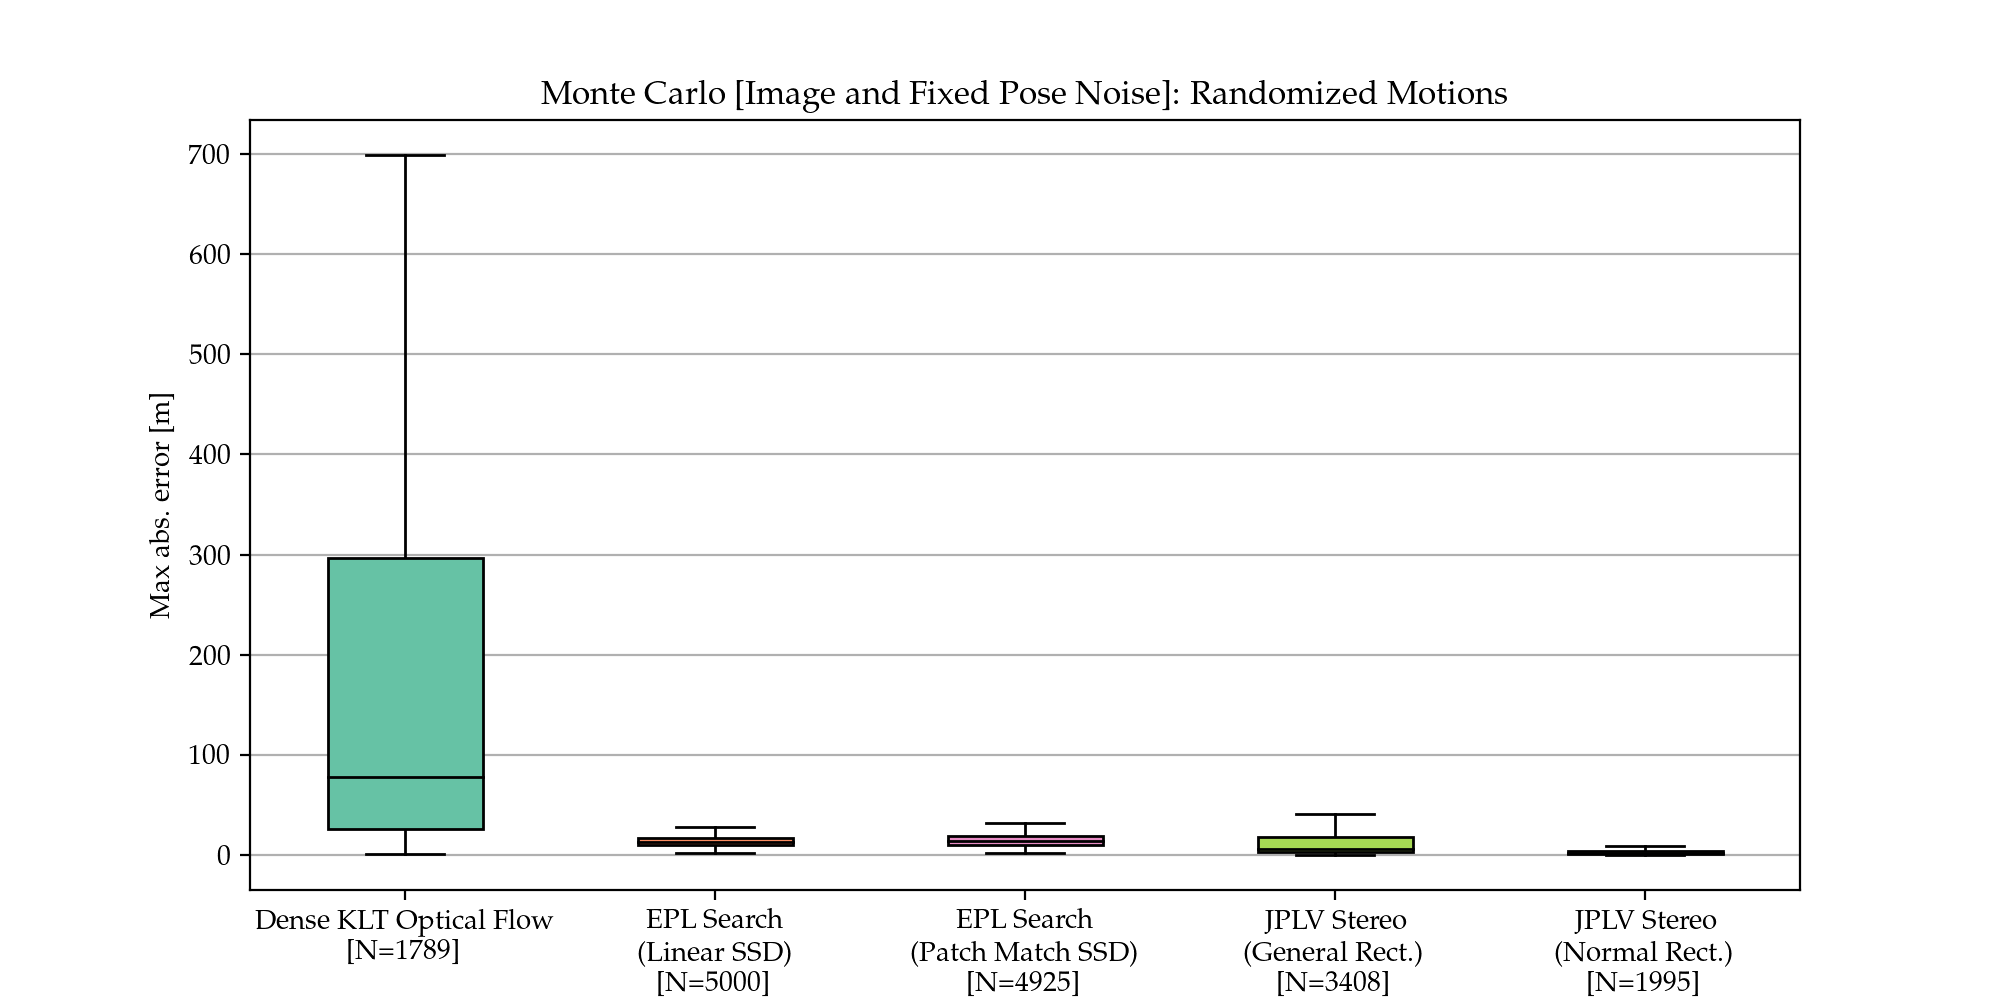 Monte Carlo [Image and Fixed Pose Noise]: Randomized Motions
Max abs. error [m]
700
600
500
400
300
200
100
0
Dense KLT Optical Flow
[N=1789]
EPL Search
(Linear SSD)
[N=5000]
EPL Search
(Patch Match SSD)
[N=4925]
JPLV Stereo
(General Rect.)
[N=3408]
JPLV Stereo
(Normal Rect.)
[N=1995]